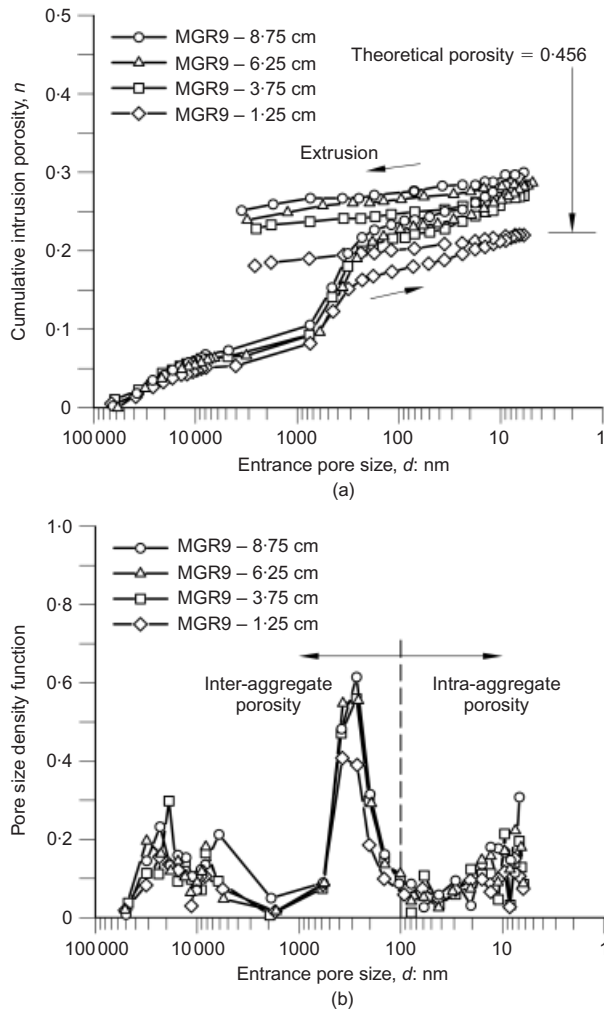 0·5
0·4
0·3
0·2
0·1
0
Cumulative intrusion porosity, n
MGR9 – 8·75 cm
MGR9 – 6·25 cm
MGR9 – 3·75 cm
MGR9 – 1·25 cm
Theoretical porosity = 0·456
Extrusion
100 000
10 000
1000
100
10
1
Entrance pore size, d: nm
(a)
1·0
0·8
0·6
0·4
0·2
0
Pore size density function
MGR9 – 8·75 cm
MGR9 – 6·25 cm
MGR9 – 3·75 cm
MGR9 – 1·25 cm
Inter-aggregate
porosity
Intra-aggregate
porosity
100 000
10 000
1000
100
10
1
Entrance pore size, d: nm
(b)